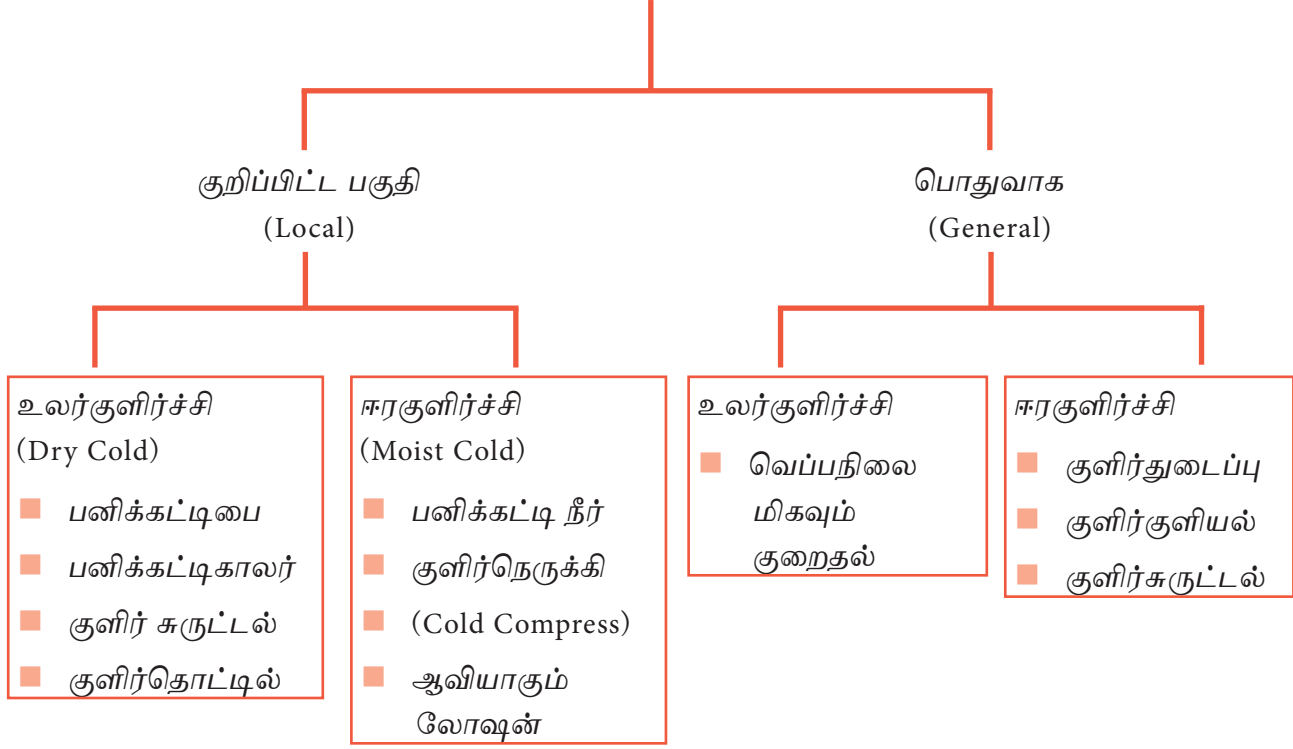 குறிப்பிட்ட பகுதி
(Local)
பொதுவாக
(General)
உலர்குளிர்ச்சி
(Dry Cold)
பனிக்கட்டிபை
பனிக்கட்டிகாலர்
குளிர் சுருட்டல்
குளிர்தொட்டில்
ஈரகுளிர்ச்சி
(Moist Cold)
பனிக்கட்டி நீர்
குளிர்நெருக்கி
(Cold Compress)
ஆவியாகும்
லோஷன்
உலர்குளிர்ச்சி
வெப்பநிலை
மிகவும்
குறைதல்
ஈரகுளிர்ச்சி
குளிர்துடைப்பு
குளிர்குளியல்
குளிர்சுருட்டல்